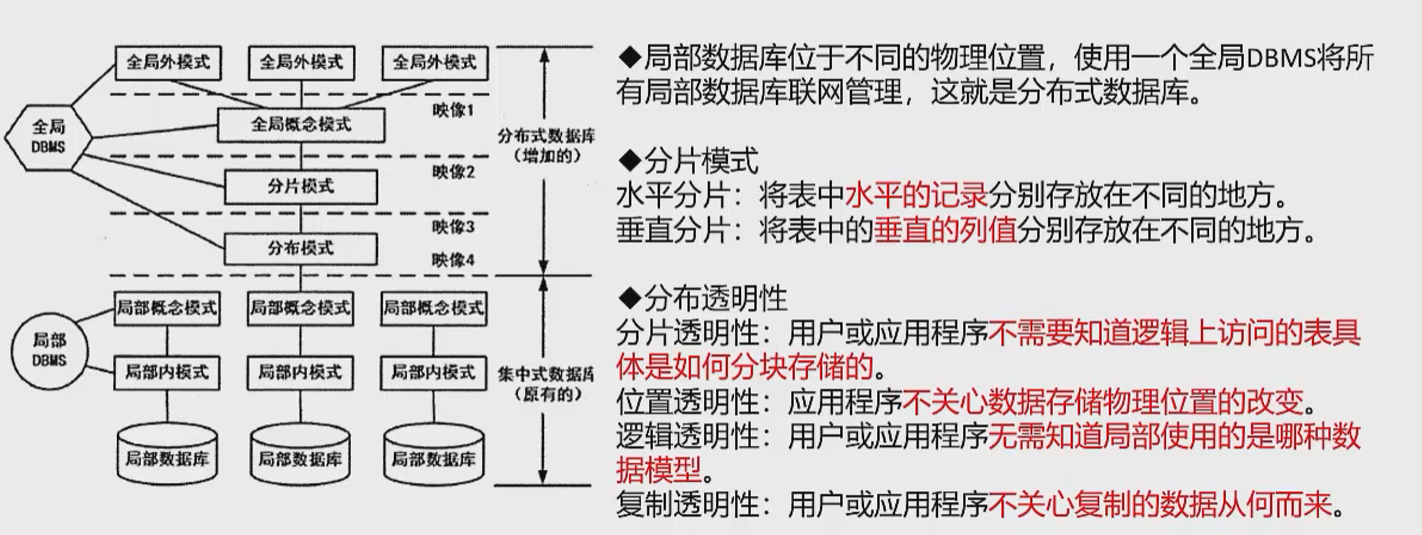 全局外模式 全局外模式 全局外模式
映像1
全局
DBMS
全局概念模式
分布式数据库
(增加的)
映像2
分片模式
映像3
分布模式
映像4
局部概念模式 局部概念模式 局部概念模式
局部
DBMS
局部内模式 局部内模式 局部内模式
集中式数据库
(原有的)
局部数据库 局部数据库 局部数据库
◆局部数据库位于不同的物理位置，使用一个全局DBMS将所
有局部数据库联网管理，这就是分布式数据库。
◆分片模式
水平分片：将表中水平的记录分别存放在不同的地方。
垂直分片：将表中的垂直的列值分别存放在不同的地方。
◆分布透明性
分片透明性：用户或应用程序不需要知道逻辑上访问的表具
体是如何分块存储的。
位置透明性：应用程序不关心数据存储物理位置的改变。
逻辑透明性：用户或应用程序无需知道局部使用的是哪种数
据模型。
复制透明性：用户或应用程序不关心复制的数据从何而来。